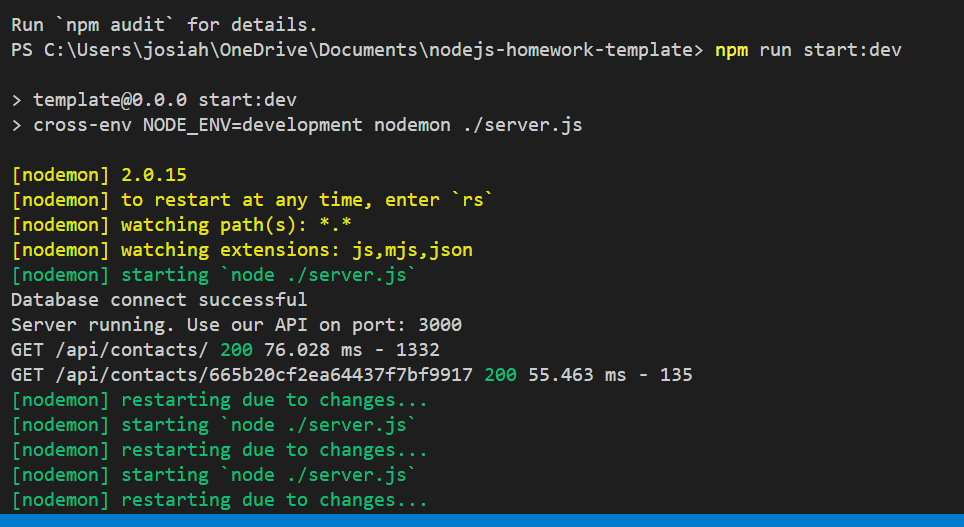 Run `npm audit` for details.
PS C:\Users\josiah\OneDrive\Documents\nodejs-homework-template> npm run start:dev
> template@0.0.0 start:dev
> cross-env NODE_ENV=development nodemon ./server.js
[nodemon] 2.0.15
[nodemon] to restart at any time, enter `rs`
[nodemon] watching path(s): *.*
[nodemon] watching extensions: js,mjs,json
[nodemon] starting `node ./server.js`
Database connect successful
Server running. Use our API on port: 3000
GET /api/contacts/ 200 76.028 ms - 1332
GET /api/contacts/665b20cf2ea64437f7bf9917 200 55.463 ms - 135
[nodemon] restarting due to changes...
[nodemon] starting `node ./server.js`
[nodemon] restarting due to changes...
[nodemon] starting `node ./server.js`
[nodemon] restarting due to changes...